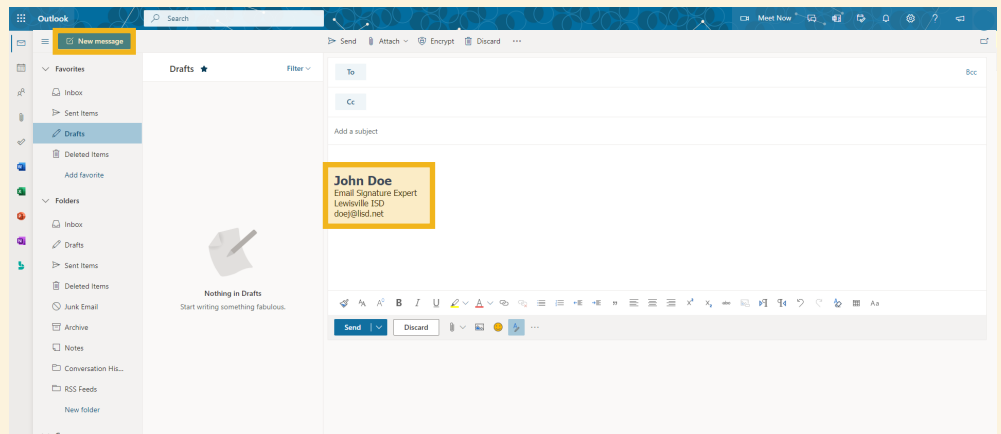 Outlook
Search
Meet Now
New message
Send Attach Encrypt Discard
Favorites
Inbox
Sent Items
Drafts
Deleted Items
Add favorite
Folders
Inbox
Drafts
Sent Items
Deleted Items
Junk Email
Archive
Notes
Conversation His...
RSS Feeds
New folder
Drafts Filter
Nothing in Drafts
Start writing something fabulous.
To Bcc
Cc
Add a subject
John Doe
Email Signature Expert
Lewisville ISD
doej@lisd.net
B I U A Aa
Send Discard